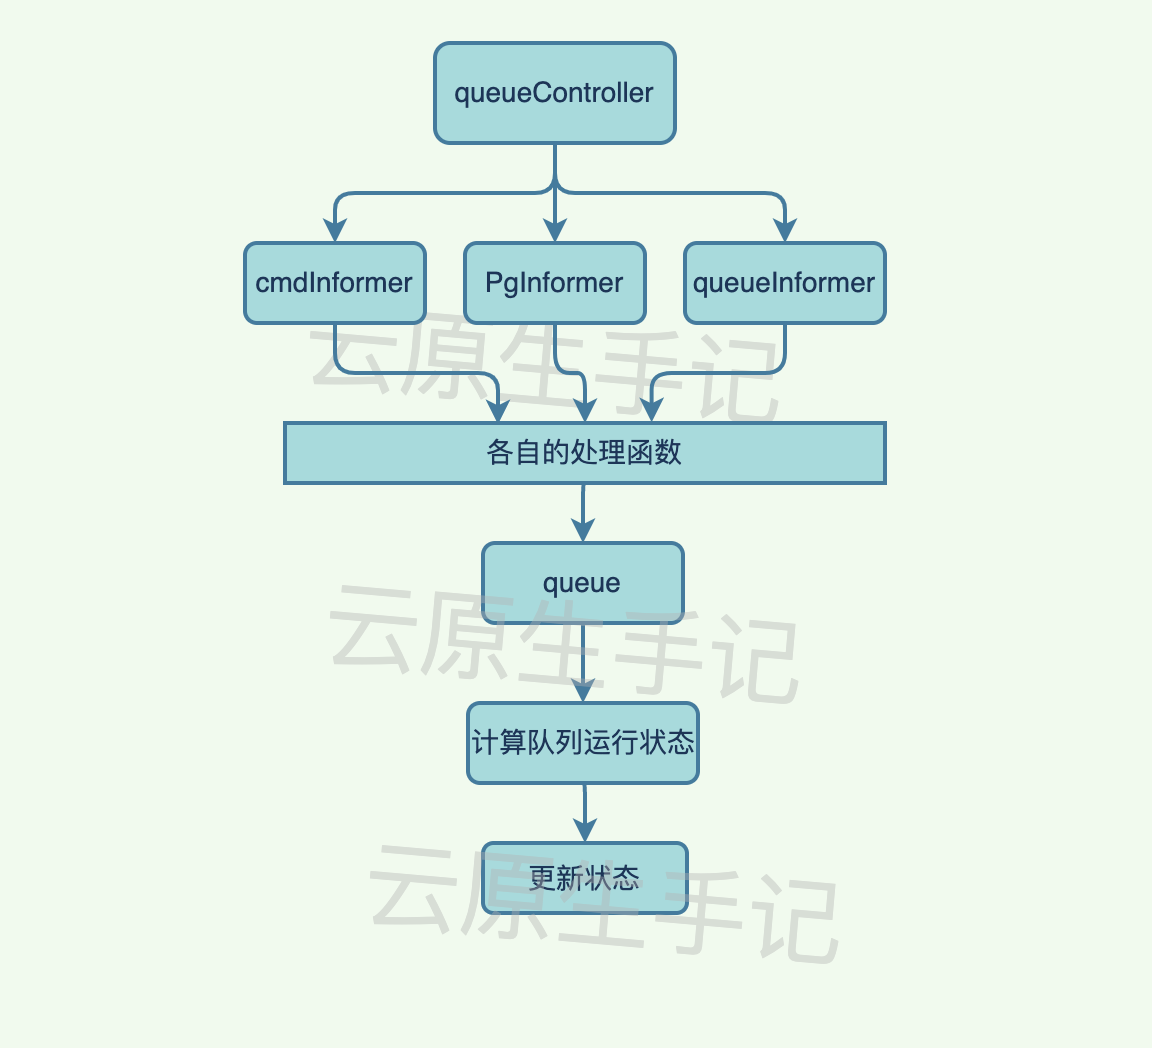 queueController
cmdInformer
PgInformer
queueInformer
云原生手记
各自的处理函数
queue
云原生手记
计算队列运行状态
更新状态
云原生手记